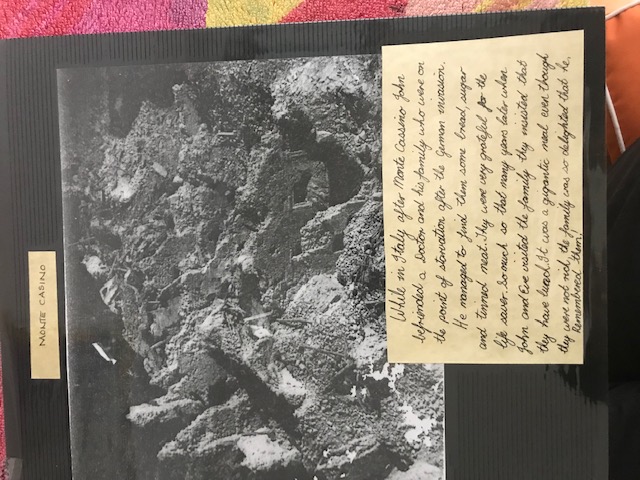 MONTE CASINO
While in Italy after Monte Cassino John
befriended a Doctor and his family who were on
the point of starvation after the German invasion.
He managed to find them some bread, sugar
and tinned meat. They were very grateful for the
life saver. So much so that many years later when
John and Eve visited the family they insisted that
they have lunch. It was a gigantic meal even though
they were not rich, the family was so delighted that he
Remembered them!